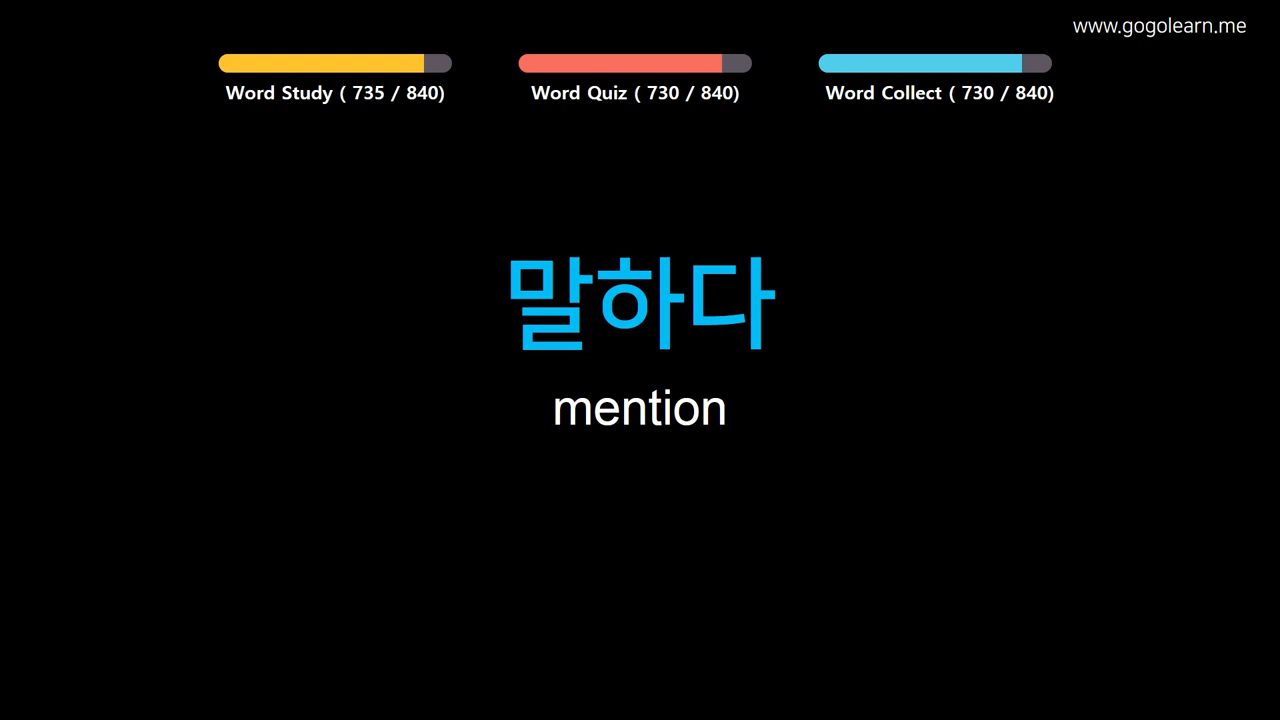 www.gogolearn.me
Word Study ( 735 / 840)
Word Quiz ( 730 / 840)
Word Collect ( 730 / 840)
말하다
mention